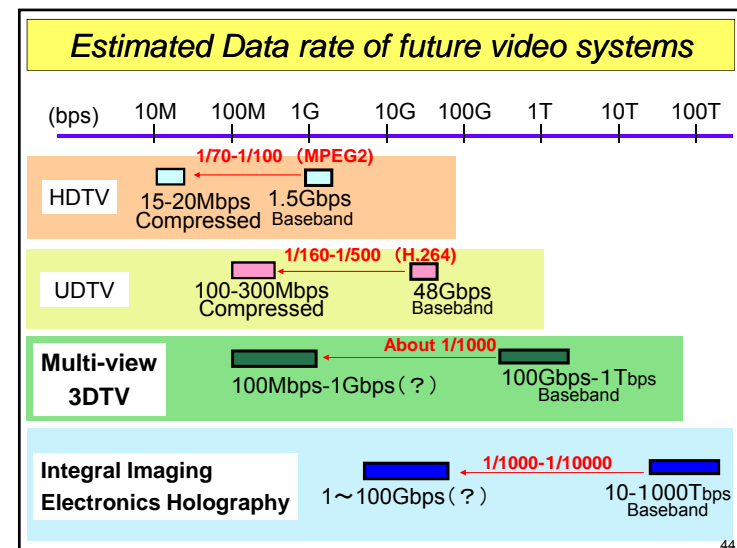 Estimated Data rate of future video systems
(bps) 10M 100M 1G 10G 100G 1T 10T 100T
1/70-1/100 （MPEG2)
HDTV
15-20Mbps
Compressed
1.5Gbps
Baseband
1/160-1/500 （H.264)
UDTV
100-300Mbps
Compressed
48Gbps
Baseband
About 1/1000
Multi-view
3DTV
100Mbps-1Gbps(？)
100Gbps-1Tbps
Baseband
1/1000-1/10000
Integral Imaging
Electronics Holography
1～100Gbps(？)
10-1000Tbps
Baseband
44